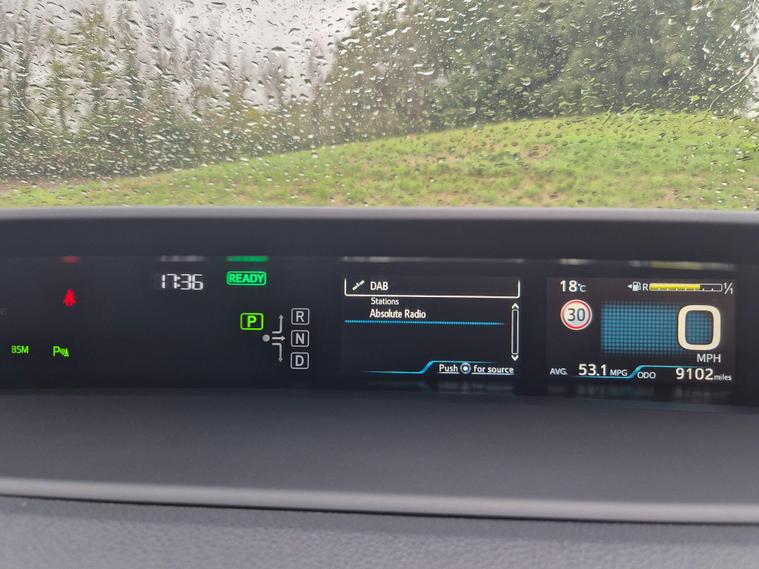 17:36
READY
P
R
N
D
BSM
P
DAB
Stations
Absolute Radio
Push for source
18°C
R
1/1
30
0
MPH
AVG. 53.1 MPG
ODO 9102 miles